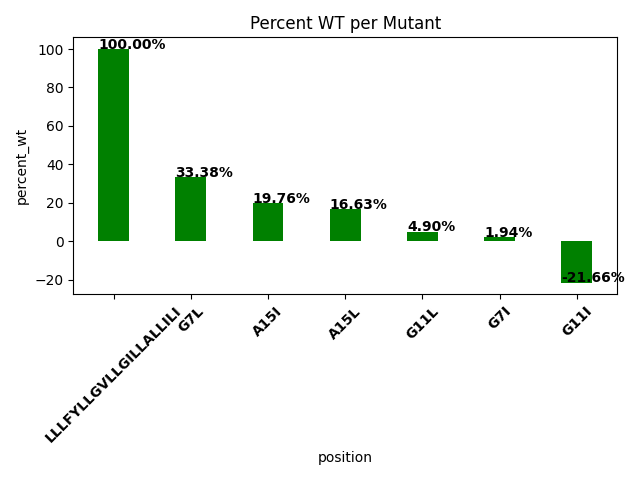 Percent WT per Mutant
percent_wt
100
80
60
40
20
0
−20
100.00%
33.38%
19.76%
16.63%
4.90%
1.94%
-21.66%
LLLFYLLGVLLGILLALLILI
G7L
A15I
A15L
G11L
G7I
G11I
position